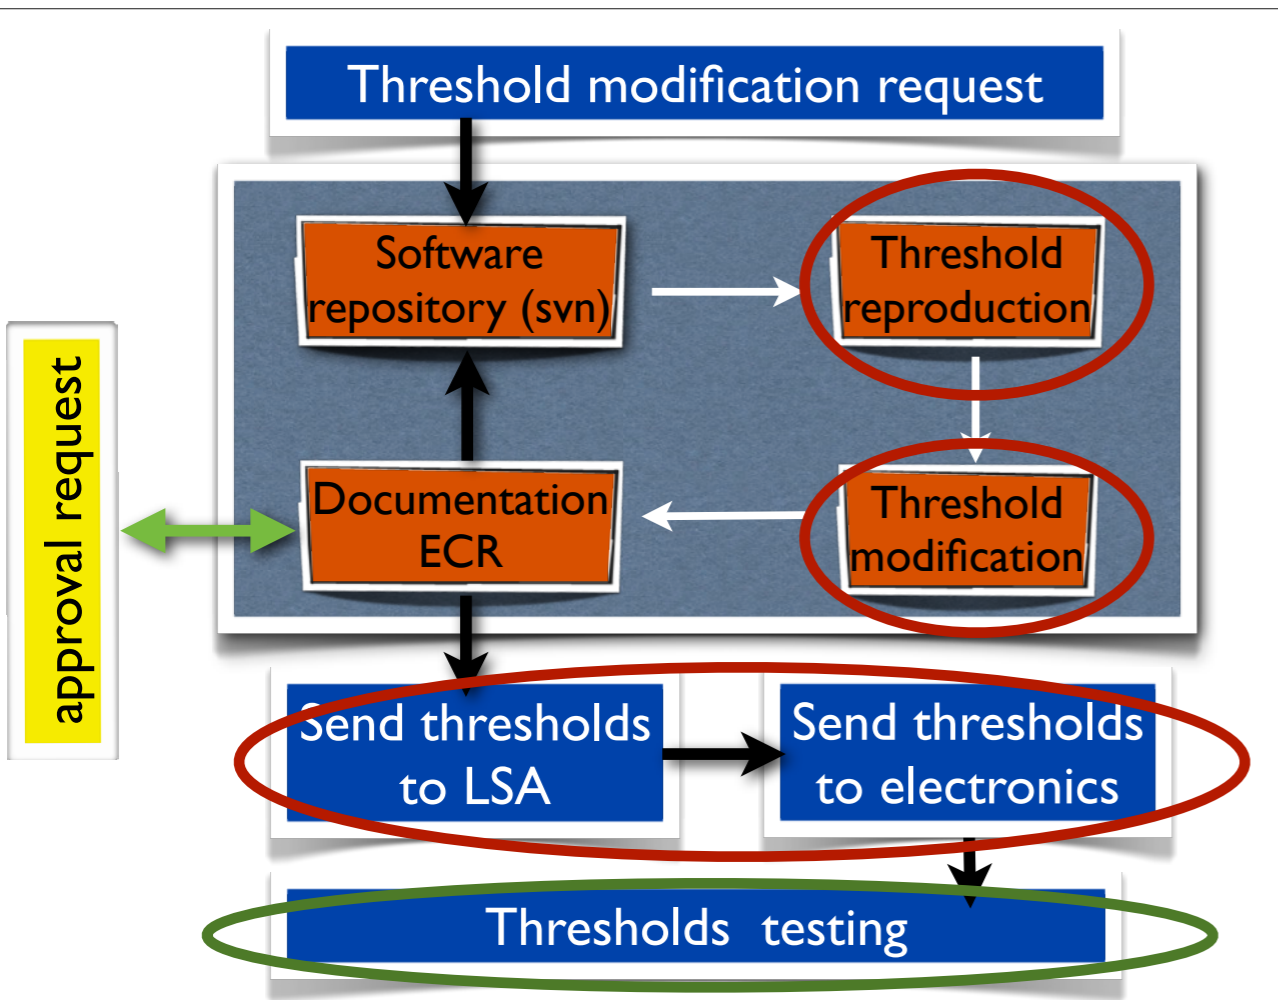 Threshold modification request
Software
repository (svn)
Threshold
reproduction
approval request
Documentation
ECR
Threshold
modification
Send thresholds
to LSA
Send thresholds
to electronics
Thresholds testing